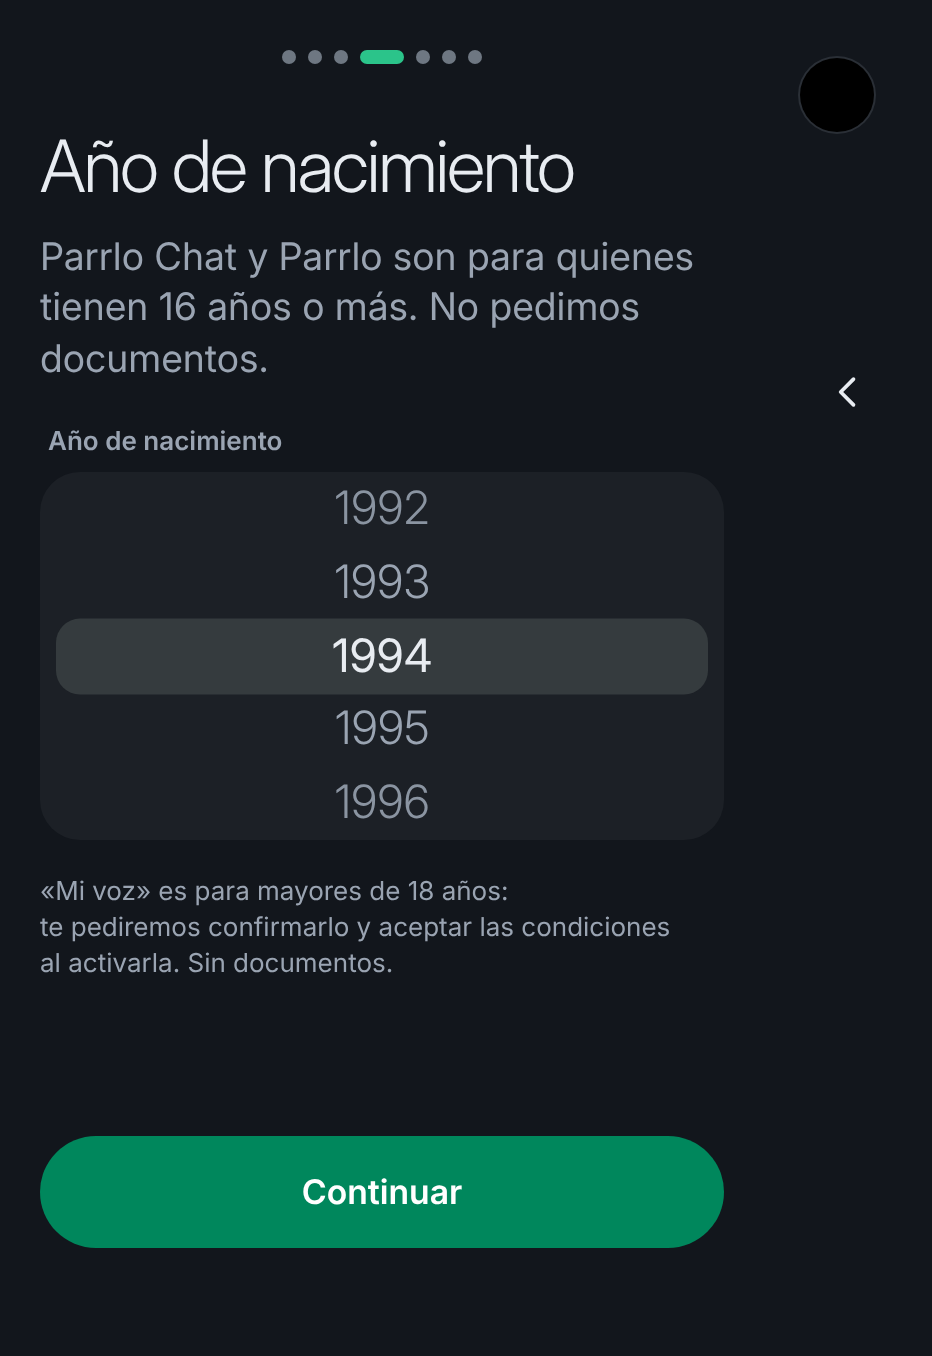 Año de nacimiento
Parrlo Chat y Parrlo son para quienes
tienen 16 años o más. No pedimos
documentos.
Año de nacimiento
1992
1993
1994
1995
1996
«Mi voz» es para mayores de 18 años:
te pediremos confirmarlo y aceptar las condiciones
al activarla. Sin documentos.
Continuar